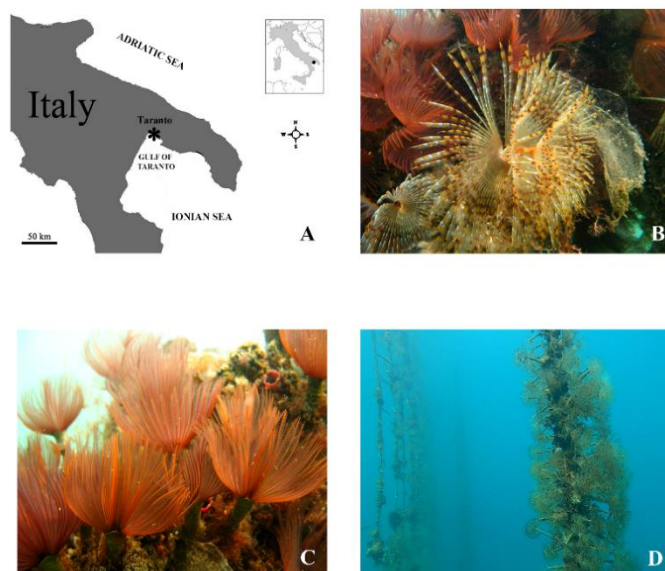 ADRIATIC SEA
Italy
Taranto
GULF OF
TARANTO
IONIAN SEA
50 km
N
W
S
A
B
C
D